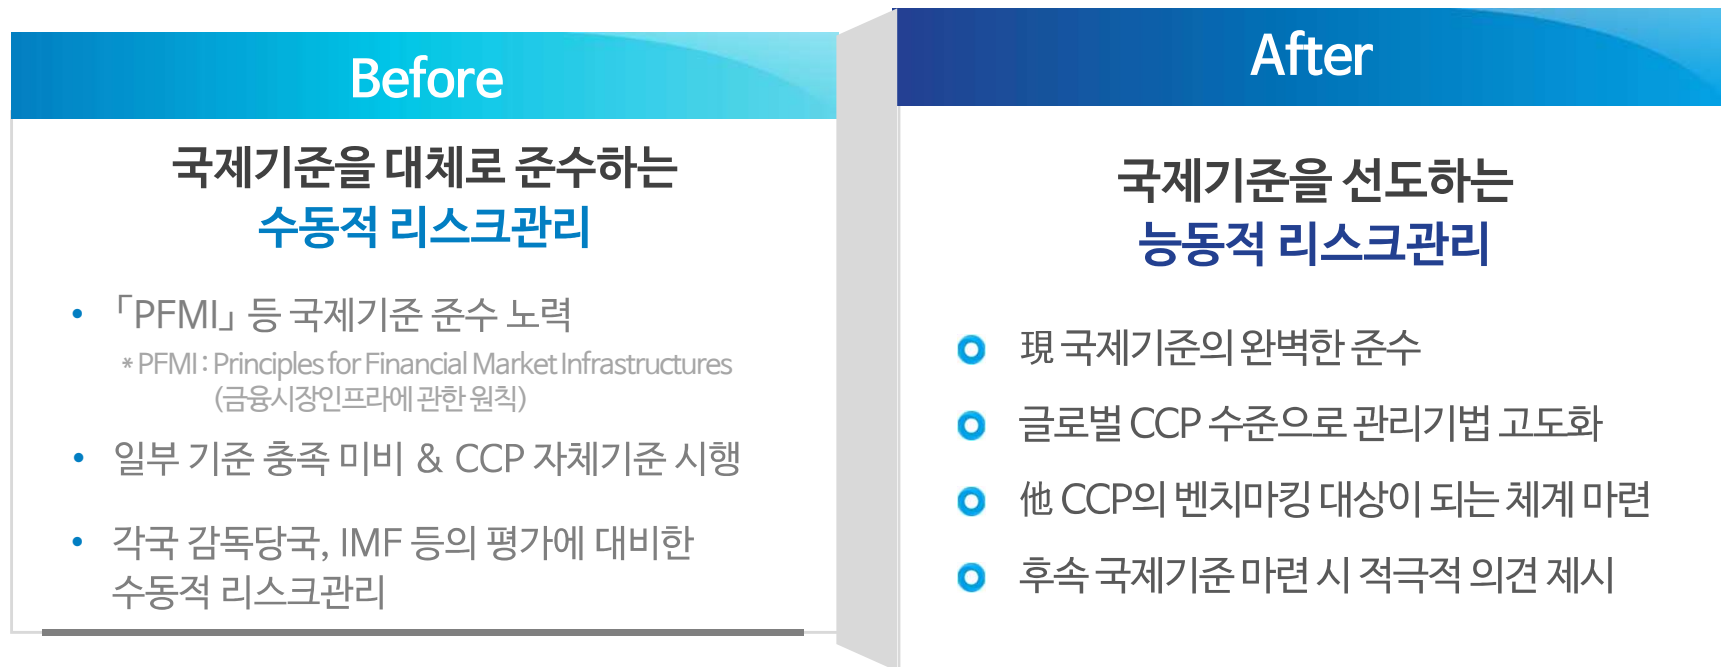 Before
국제기준을 대체로 준수하는
수동적 리스크관리
• 「PFMI」 등 국제기준 준수 노력
* PFMI : Principles for Financial Market Infrastructures
(금융시장인프라에 관한 원칙)
• 일부 기준 충족 미비 & CCP 자체기준 시행
• 각국 감독당국, IMF 등의 평가에 대비한
수동적 리스크관리
After
국제기준을 선도하는
능동적 리스크관리
現 국제기준의 완벽한 준수
글로벌 CCP 수준으로 관리기법 고도화
他 CCP의 벤치마킹 대상이 되는 체계 마련
후속 국제기준 마련 시 적극적 의견 제시